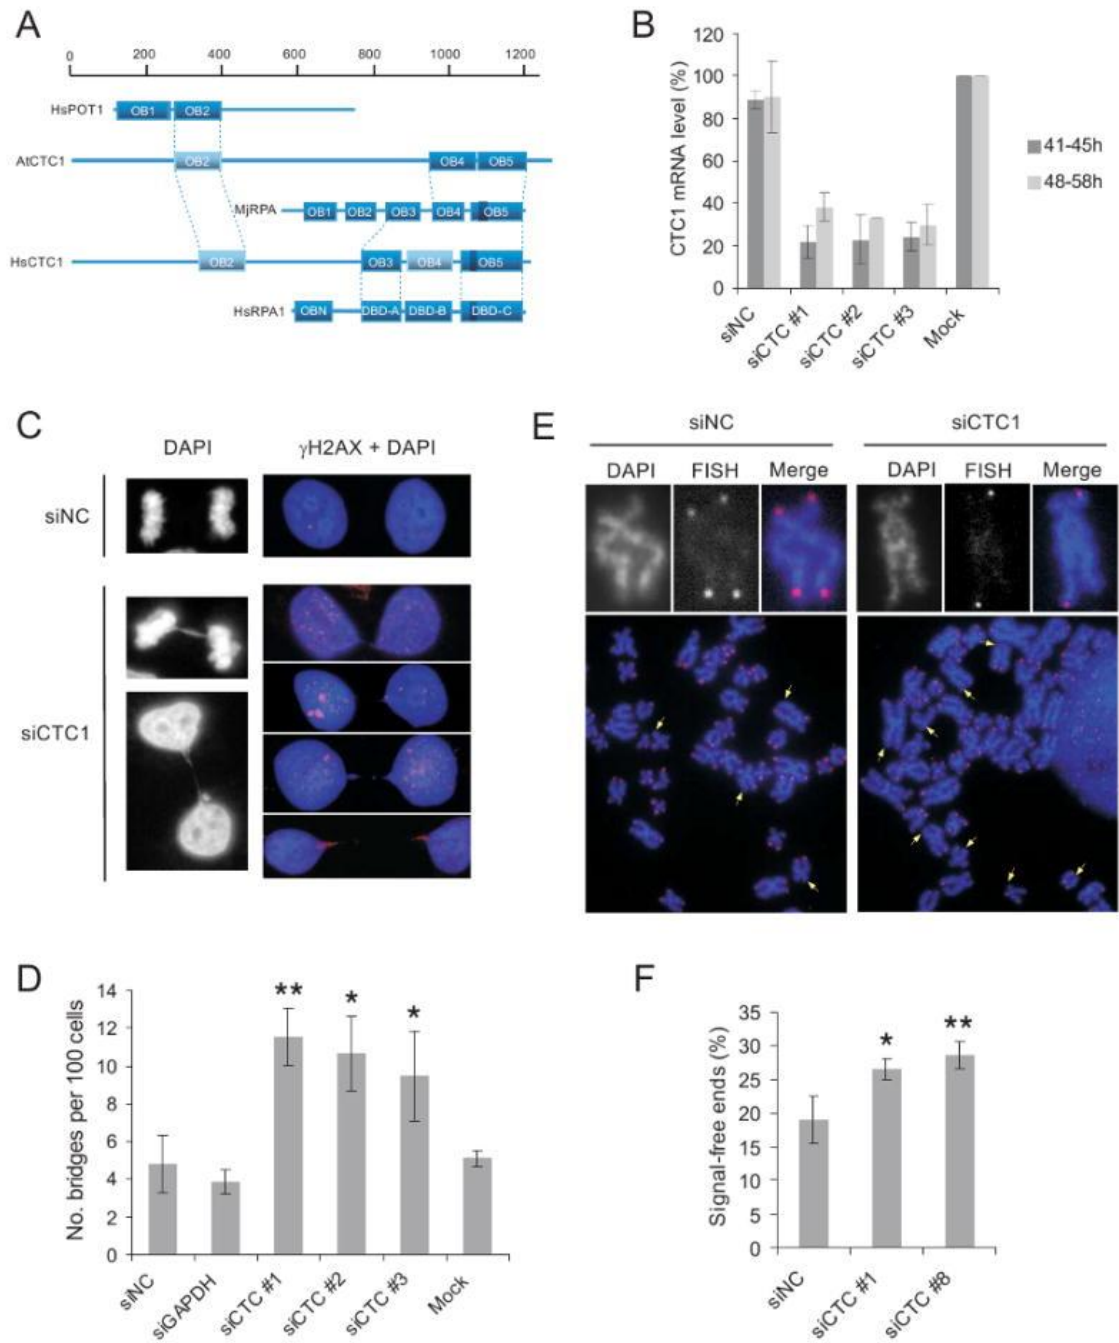 A
0 200 400 600 800 1000 1200
HsPOT1 OB1 OB2
AtCTC1 OB2 OB4 OB5
MjRPA OB1 OB2 OB3 OB4 OB5
HsCTC1 OB2 OB3 OB4 OB5
HsRPA1 OBN DBD-A DBD-B DBD-C
B
CTC1 mRNA level (%)
120
100
80
60
40
20
0
siNC siCTC #1 siCTC #2 siCTC #3 Mock
41-45h
48-58h
C
DAPI γH2AX + DAPI
siNC
siCTC1
E
siNC siCTC1
DAPI FISH Merge DAPI FISH Merge
D
No. bridges per 100 cells
14
12
10
8
6
4
2
0
** * *
siNC siGAPDH siCTC #1 siCTC #2 siCTC #3 Mock
F
Signal-free ends (%)
35
30
25
20
15
10
5
0
* **
siNC siCTC #1 siCTC #8